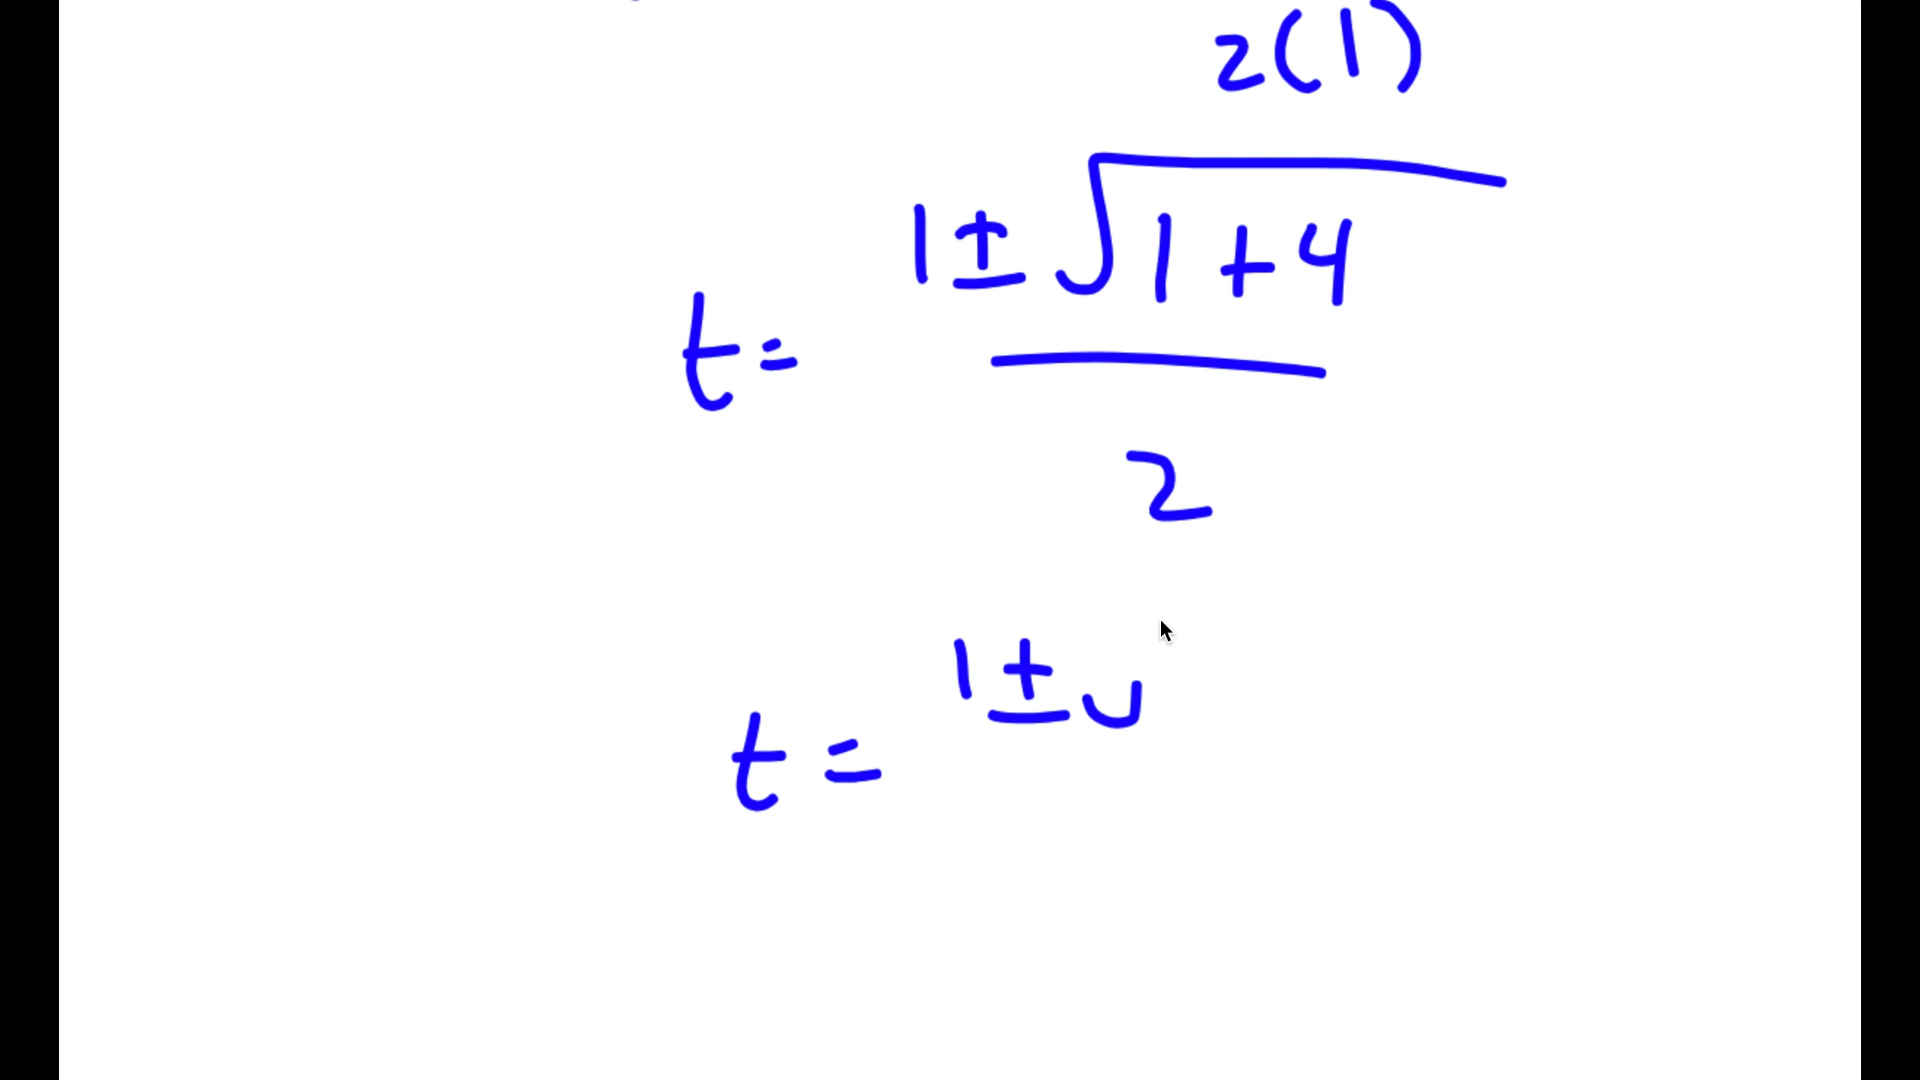 2(1)
t = (1 ± √(1 + 4)) / 2
t = 1 ± √